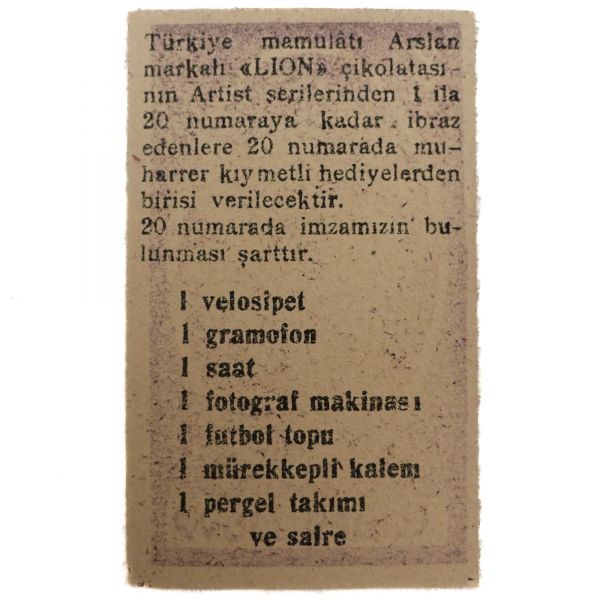 Türkiye mamulâtı Arslan
markalı «LION» çikolatası-
nın Artist serilerinden 1 ila
20 numaraya kadar ibraz
edenlere 20 numarada mu-
harrer kıymetli hediyelerden
birisi verilecektir.
20 numarada imzamızın bu-
lunması şarttır.
1 velosipet
1 gramofon
1 saat
1 fotograf makinası
1 futbol topu
1 mürekkepli kalem
1 pergel takımı
ve saire